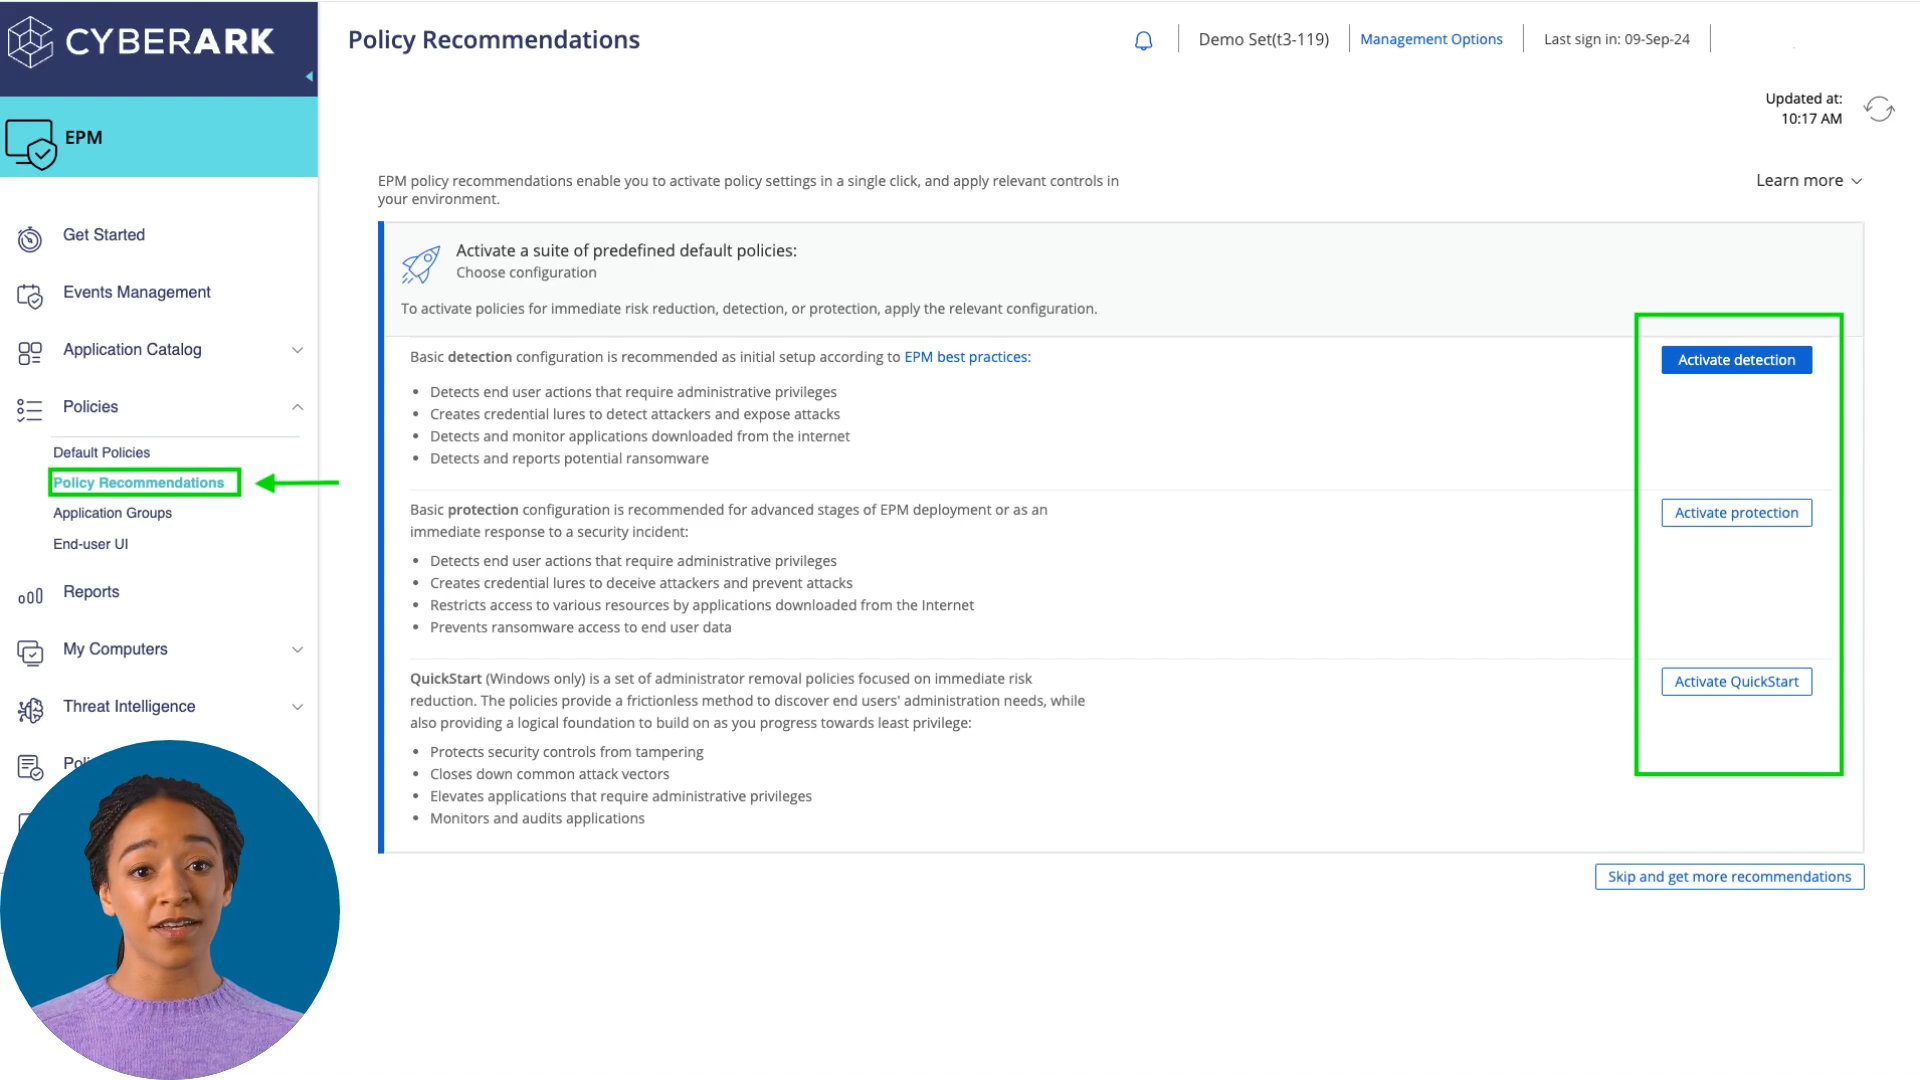 CYBERARK
Policy Recommendations
Demo Set(t3-119)
Management Options
Last sign in: 09-Sep-24
Updated at:
10:17 AM
EPM
Get Started
Events Management
Application Catalog
Policies
Default Policies
Policy Recommendations
Application Groups
End-user UI
Reports
My Computers
Threat Intelligence
EPM policy recommendations enable you to activate policy settings in a single click, and apply relevant controls in
your environment.
Learn more
Activate a suite of predefined default policies:
Choose configuration
To activate policies for immediate risk reduction, detection, or protection, apply the relevant configuration.
Basic detection configuration is recommended as initial setup according to EPM best practices:
Activate detection
• Detects end user actions that require administrative privileges
• Creates credential lures to detect attackers and expose attacks
• Detects and monitor applications downloaded from the internet
• Detects and reports potential ransomware
Basic protection configuration is recommended for advanced stages of EPM deployment or as an
immediate response to a security incident:
Activate protection
• Detects end user actions that require administrative privileges
• Creates credential lures to deceive attackers and prevent attacks
• Restricts access to various resources by applications downloaded from the Internet
• Prevents ransomware access to end user data
QuickStart (Windows only) is a set of administrator removal policies focused on immediate risk
reduction. The policies provide a frictionless method to discover end users' administration needs, while
also providing a logical foundation to build on as you progress towards least privilege:
Activate QuickStart
• Protects security controls from tampering
• Closes down common attack vectors
• Elevates applications that require administrative privileges
• Monitors and audits applications
Skip and get more recommendations